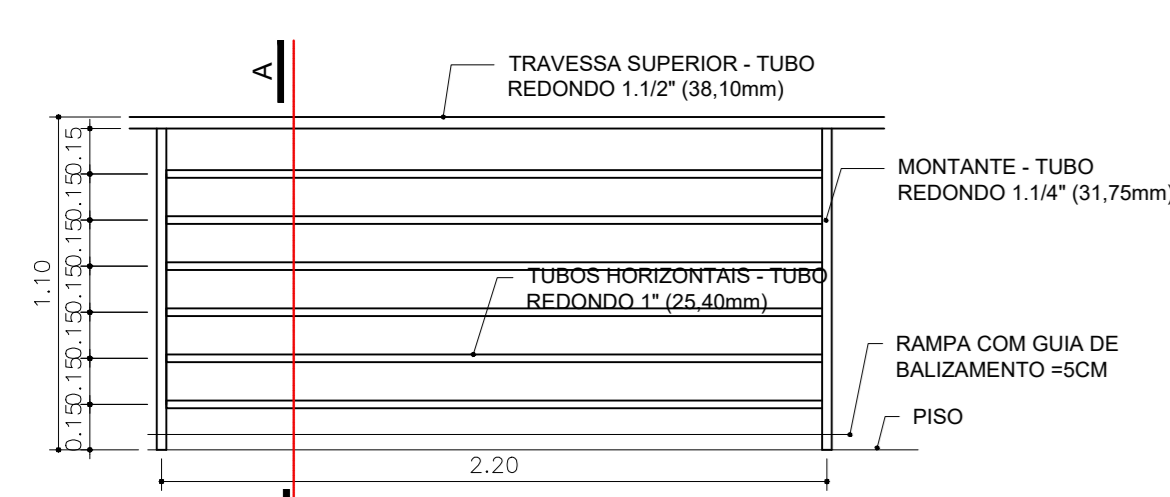 A
TRAVESSA SUPERIOR - TUBO
REDONDO 1.1/2" (38,10mm)
MONTANTE - TUBO
REDONDO 1.1/4" (31,75mm)
TUBOS HORIZONTAIS - TUBO
REDONDO 1" (25,40mm)
RAMPA COM GUIA DE
BALIZAMENTO =5CM
PISO
1.10
0.15
0.15
0.15
0.15
0.15
0.15
0.15
2.20